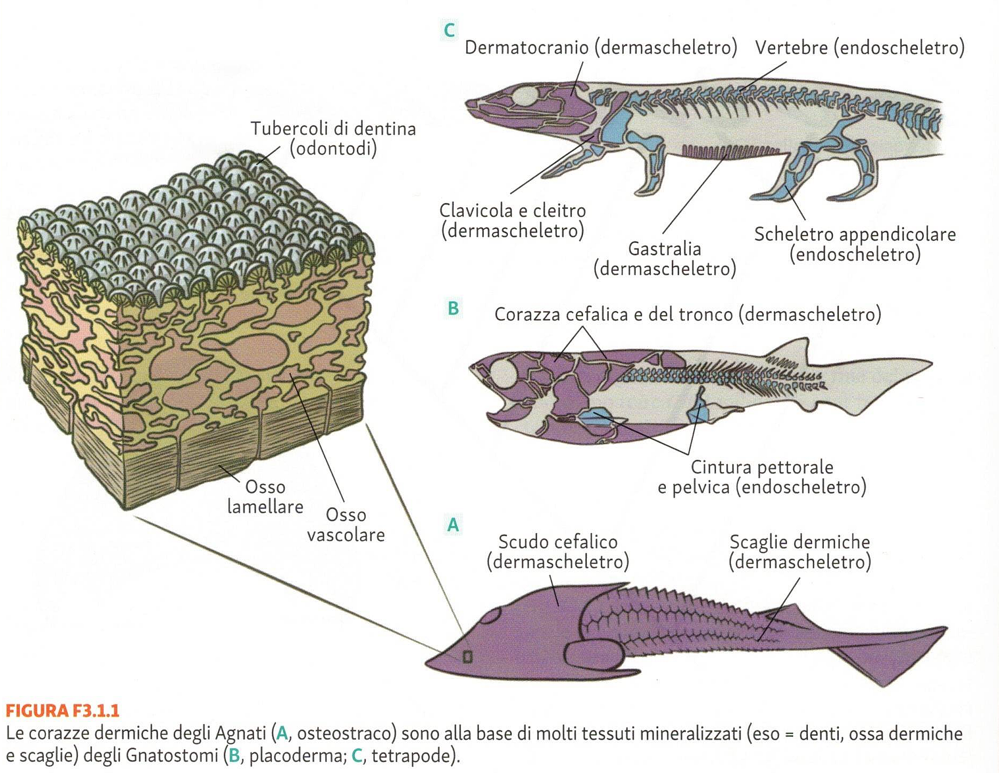 C
Dermatocranio (dermascheletro)
Vertebre (endoscheletro)
Tubercoli di dentina
(odontodi)
Clavicola e cleitro
(dermascheletro)
Gastralia
(dermascheletro)
Scheletro appendicolare
(endoscheletro)
B
Corazza cefalica e del tronco (dermascheletro)
Cintura pettorale
e pelvica (endoscheletro)
Osso
lamellare
Osso
vascolare
A
Scudo cefalico
(dermascheletro)
Scaglie dermiche
(dermascheletro)
FIGURA F3.1.1
Le corazze dermiche degli Agnati (A, osteostraco) sono alla base di molti tessuti mineralizzati (eso = denti, ossa dermiche
e scaglie) degli Gnatostomi (B, placoderma; C, tetrapode).